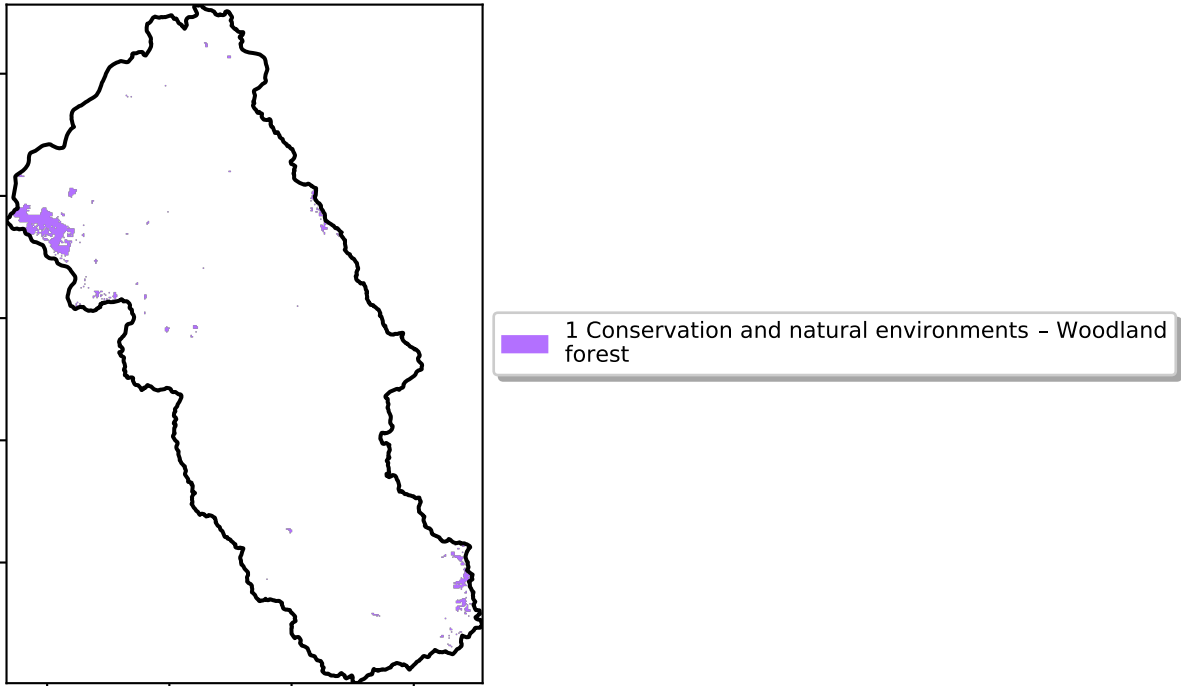 1 Conservation and natural environments – Woodland
forest